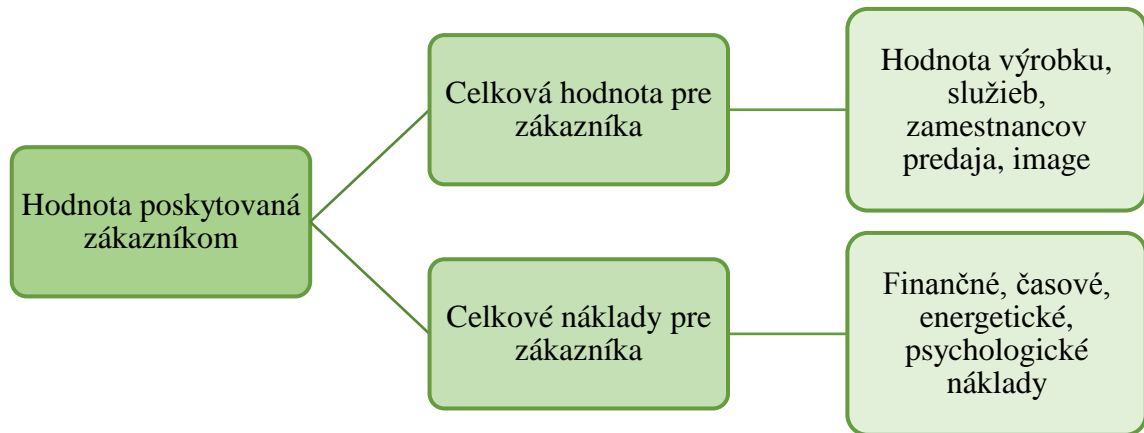 Hodnota poskytovaná
zákazníkom
Celková hodnota pre
zákazníka
Hodnota výrobku,
služieb,
zamestnancov
predaja, image
Celkové náklady pre
zákazníka
Finančné, časové,
energetické,
psychologické
náklady